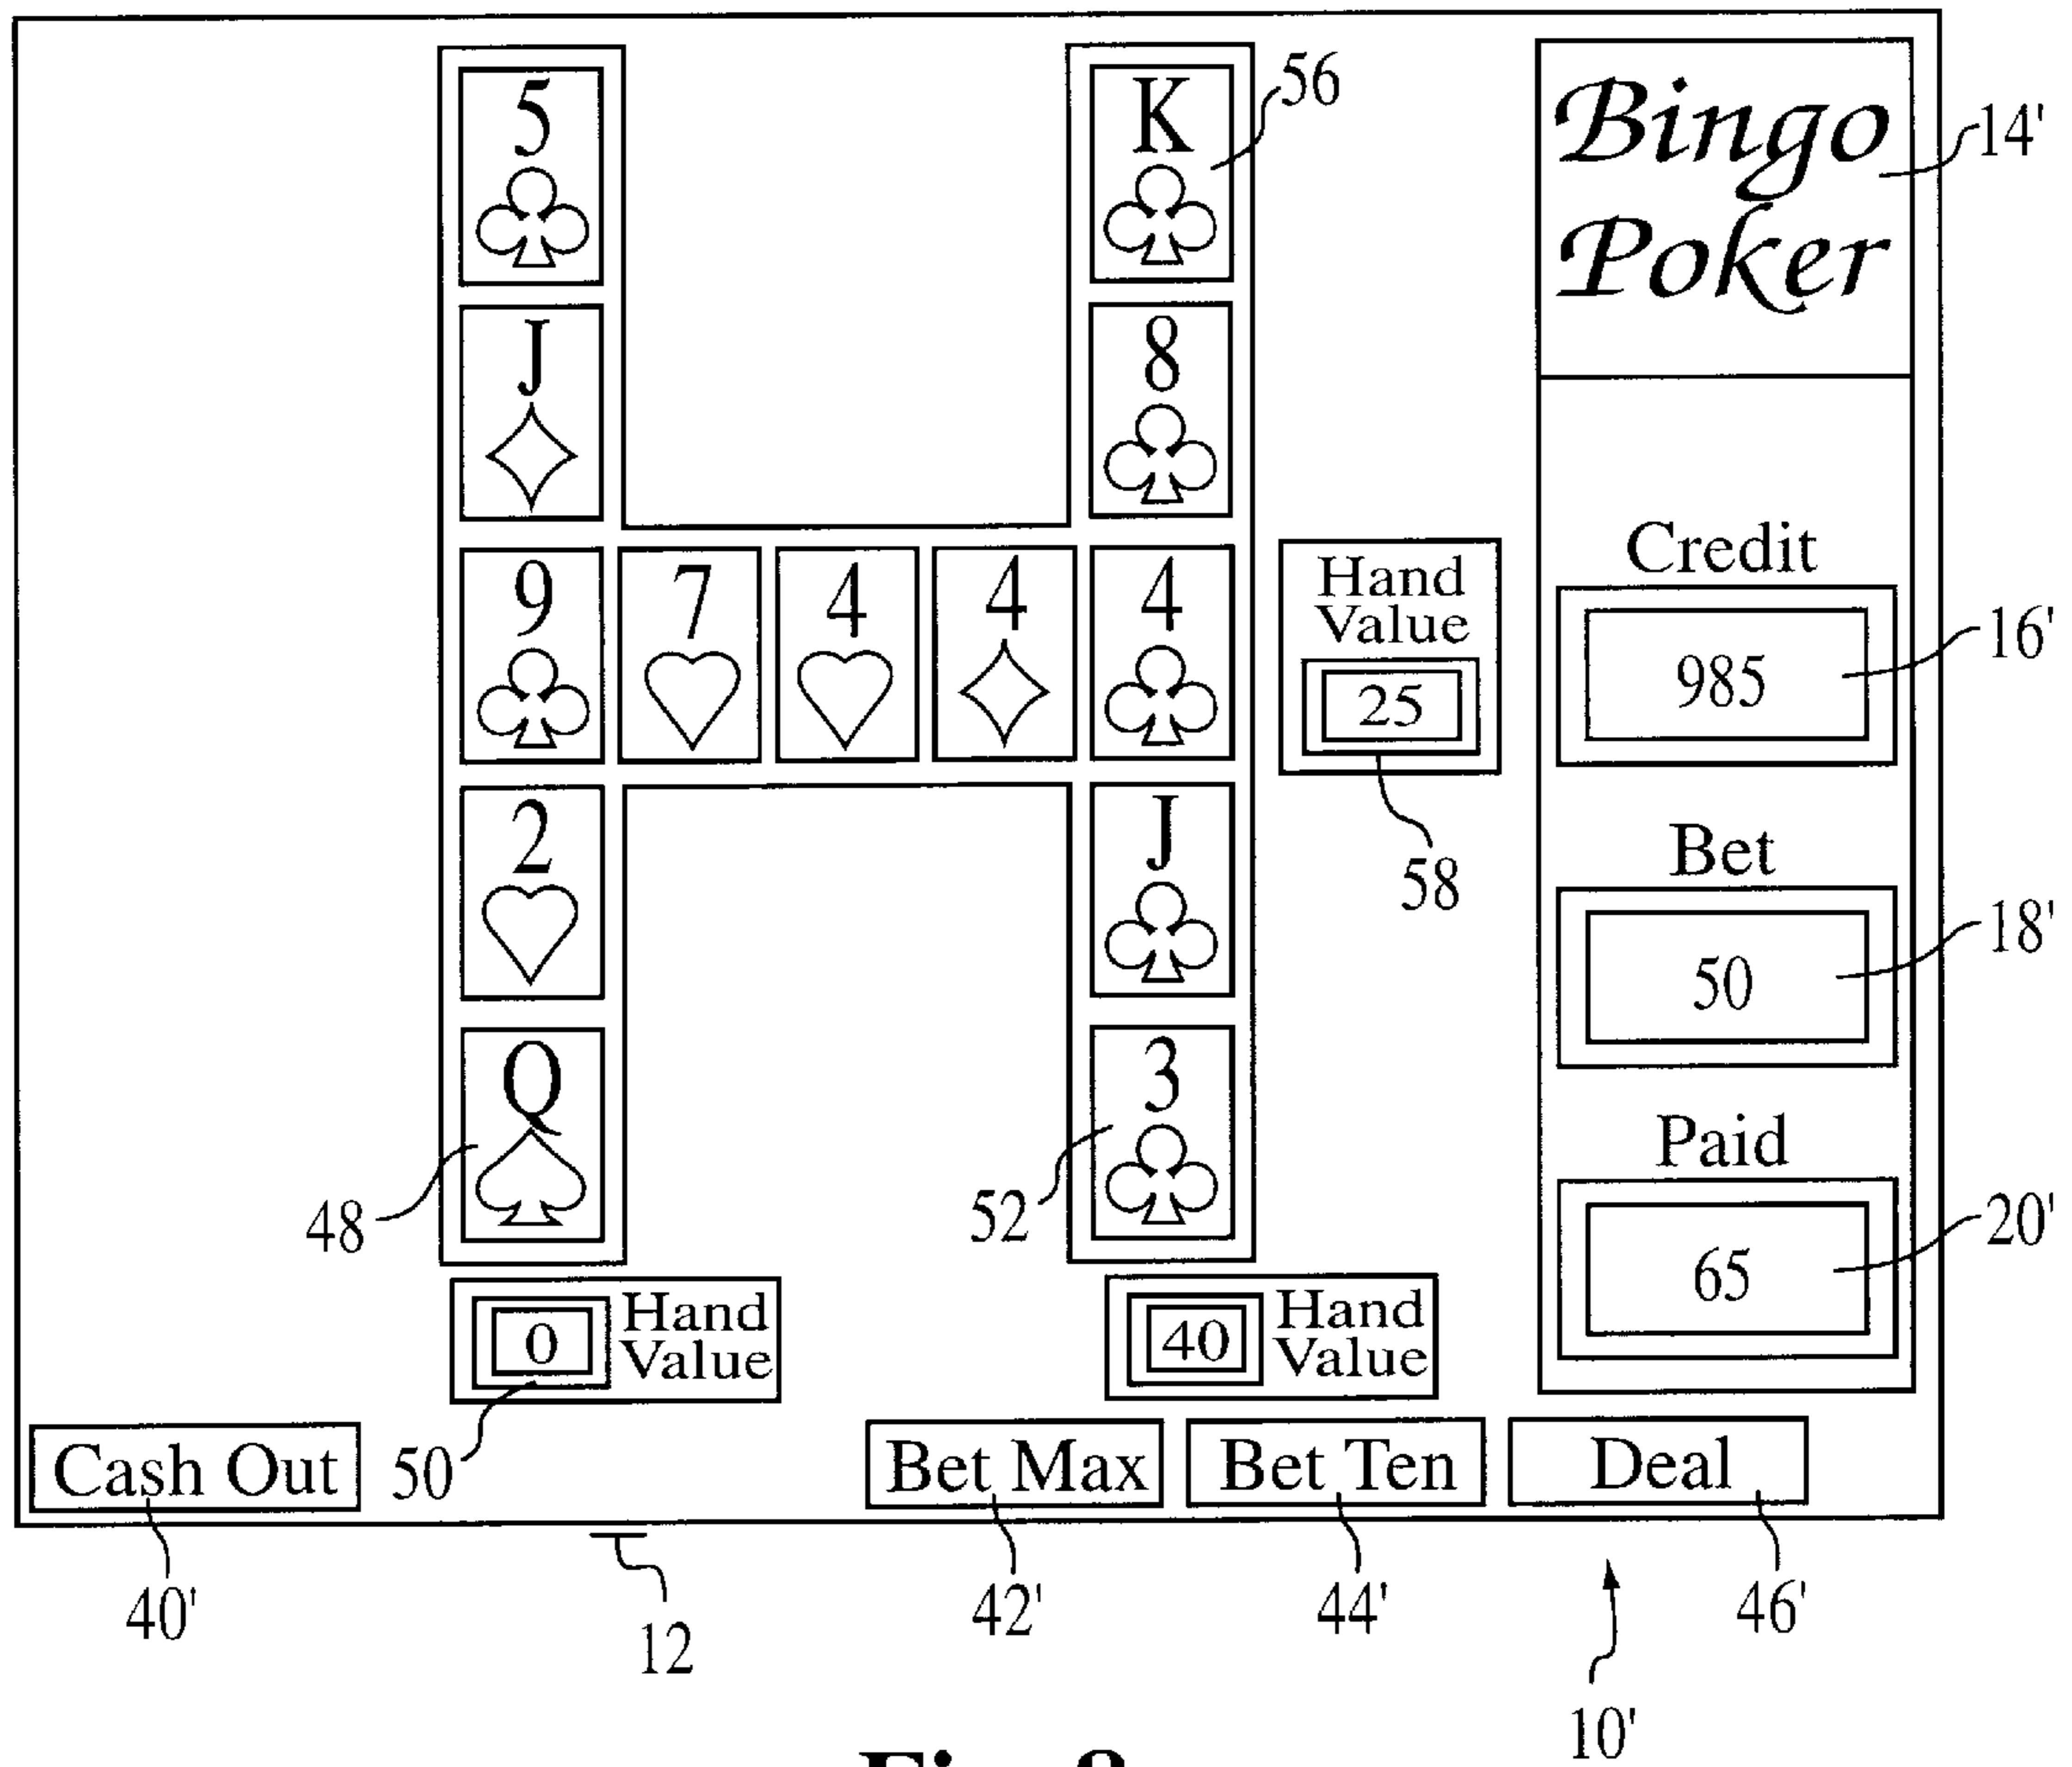 5
K
56
Bingo
Poker
14'
J
8
9
7
4
4
4
Hand
Value
25
58
Credit
985
16'
2
J
Bet
50
18'
Q
3
48
52
Paid
65
20'
0
Hand
Value
40
Hand
Value
50
Cash Out
Bet Max
Bet Ten
Deal
40'
12
42'
44'
46'
10'